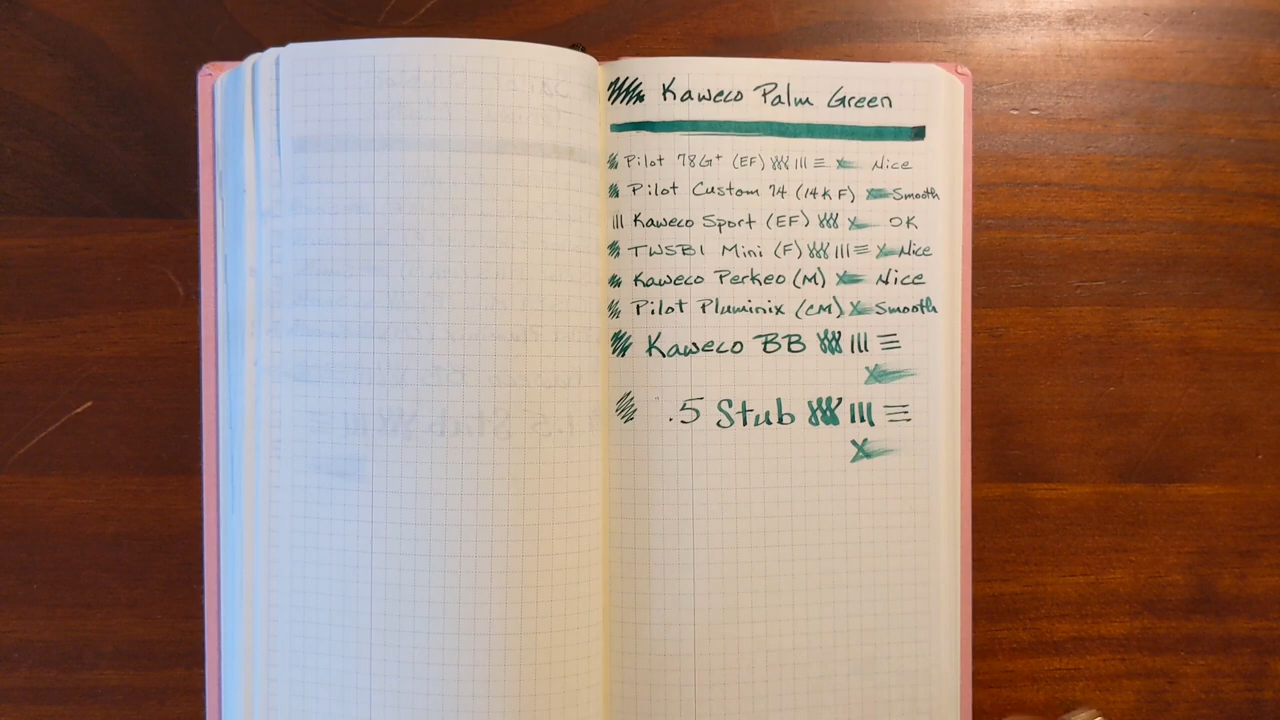 Kaweco Palm Green
Pilot 78G+ (EF) Nice
Pilot Custom 74 (14K F) Smooth
Kaweco Sport (EF) OK
TWSBI Mini (F) Nice
Kaweco Perkeo (M) Nice
Pilot Pluminix (CM) Smooth
Kaweco BB
.5 Stub